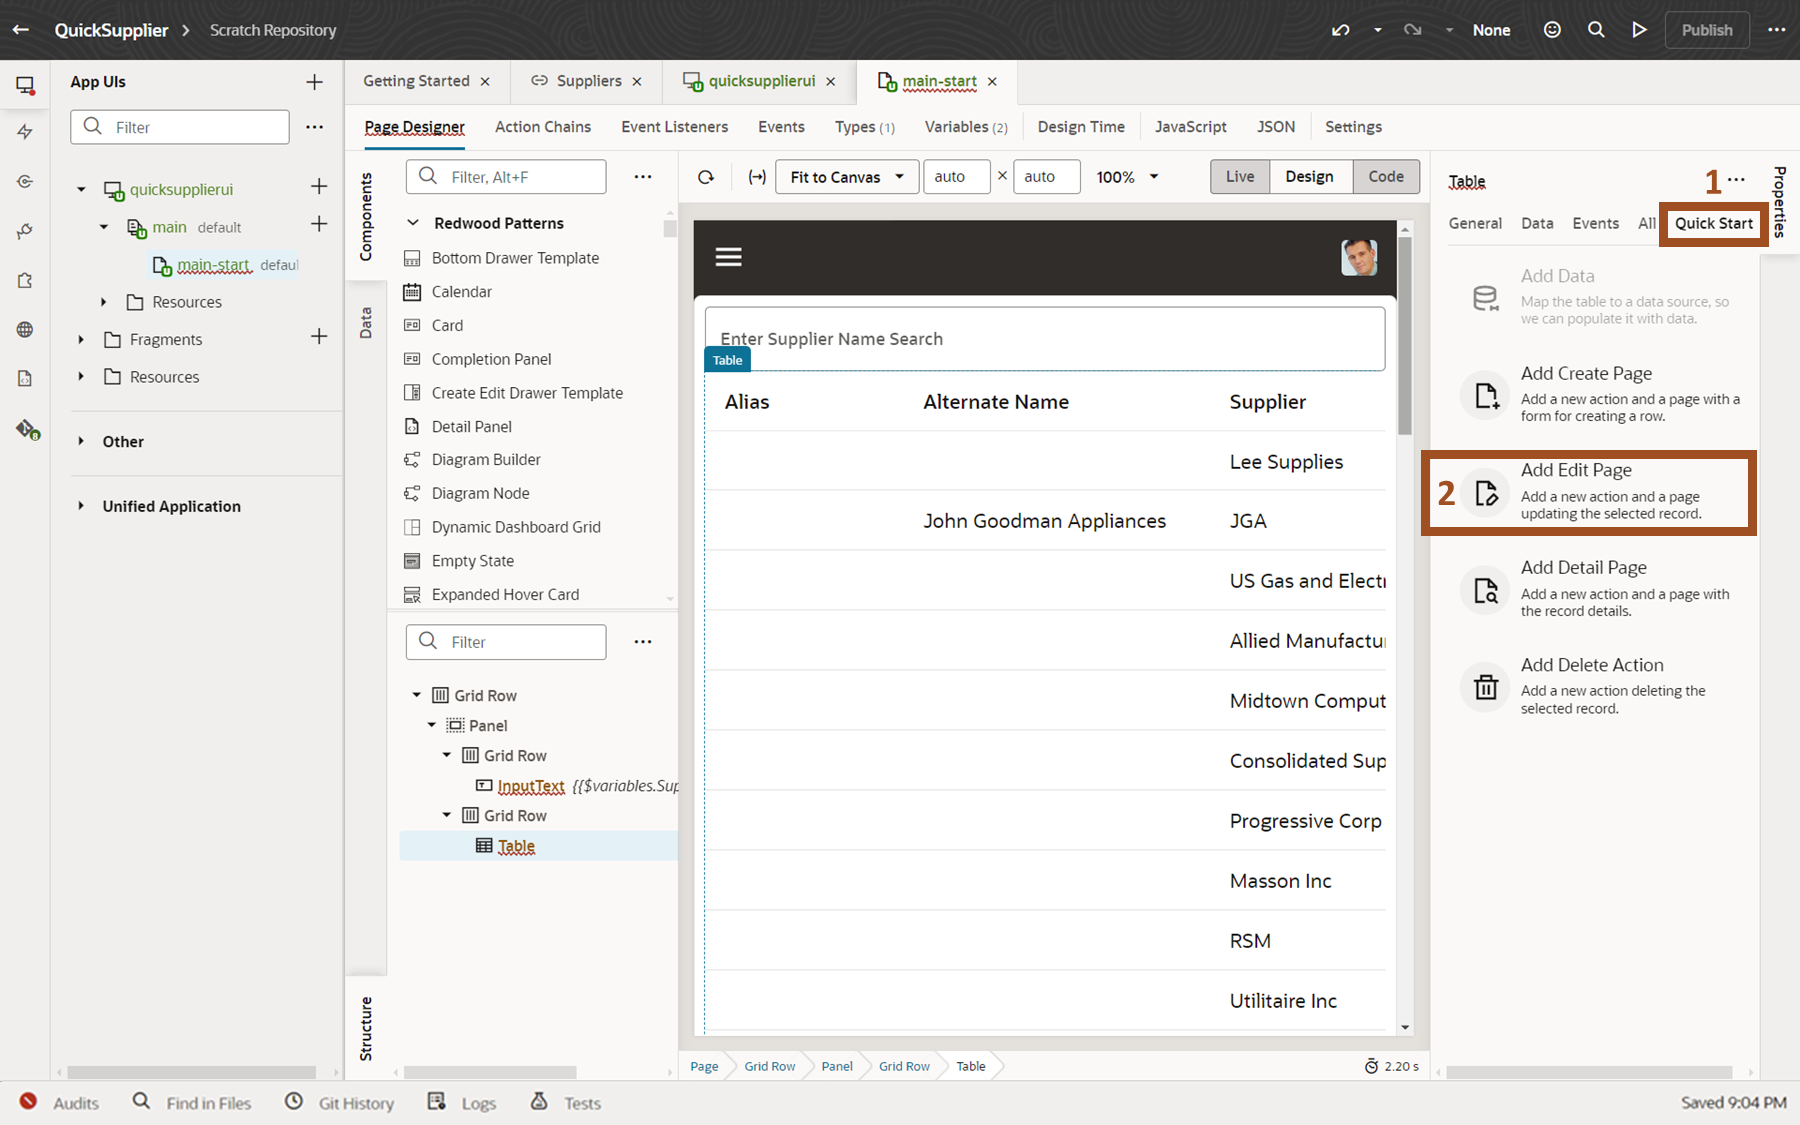 QuickSupplier
Scratch Repository
None
Publish
App UIs
Filter
quicksupplierui
main default
main-start defaul
Resources
Fragments
Resources
Other
Unified Application
Getting Started
Suppliers
quicksupplierui
main-start
Page Designer
Action Chains
Event Listeners
Events
Types (1)
Variables (2)
Design Time
JavaScript
JSON
Settings
Components
Data
Structure
Filter, Alt+F
Redwood Patterns
Bottom Drawer Template
Calendar
Card
Completion Panel
Create Edit Drawer Template
Detail Panel
Diagram Builder
Diagram Node
Dynamic Dashboard Grid
Empty State
Expanded Hover Card
Filter
Grid Row
Panel
Grid Row
InputText {{$variables.Sup
Grid Row
Table
Fit to Canvas
auto
×
auto
100%
Live
Design
Code
Enter Supplier Name Search
Table
Alias Alternate Name Supplier
Lee Supplies
John Goodman Appliances JGA
US Gas and Electr
Allied Manufactu
Midtown Comput
Consolidated Sup
Progressive Corp
Masson Inc
RSM
Utilitaire Inc
Page
Grid Row
Panel
Grid Row
Table
2.20 s
Table
1
Properties
General
Data
Events
All
Quick Start
Add Data
Map the table to a data source, so
we can populate it with data.
Add Create Page
Add a new action and a page with a
form for creating a row.
2
Add Edit Page
Add a new action and a page
updating the selected record.
Add Detail Page
Add a new action and a page with
the record details.
Add Delete Action
Add a new action deleting the
selected record.
8
Audits
Find in Files
Git History
Logs
Tests
Saved 9:04 PM